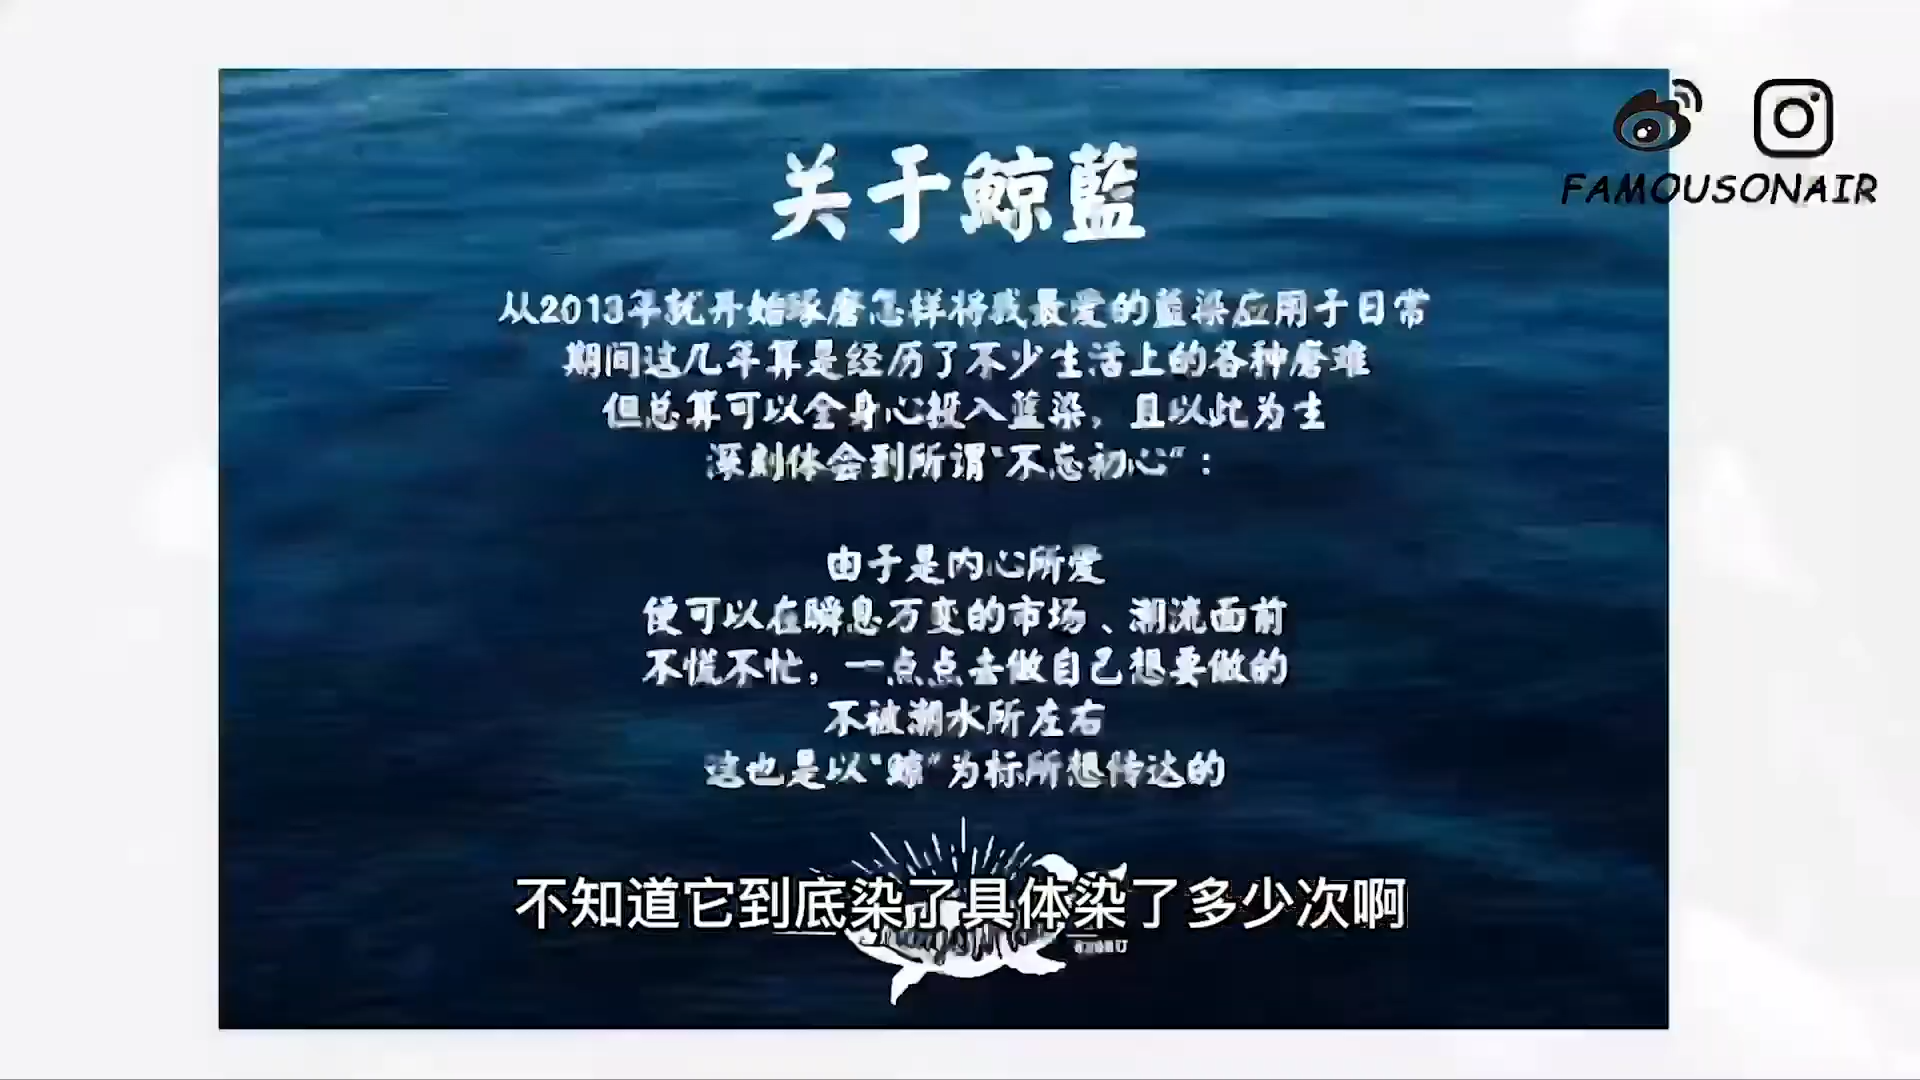 关于鲸藍
FAMOUSONAIR
从2013年就开始琢磨怎样将我最爱的蓝染应用于日常
期间这几年算是经历了不少生活上的各种磨难
但总算可以全身心投入蓝染，且以此为生
深刻体会到所谓“不忘初心”：
由于是内心所爱
便可以在瞬息万变的市场、潮流面前
不慌不忙，一点点去做自己想要做的
不被潮水所左右
这也是以“鲸”为标所想传达的
不知道它到底染了具体染了多少次啊